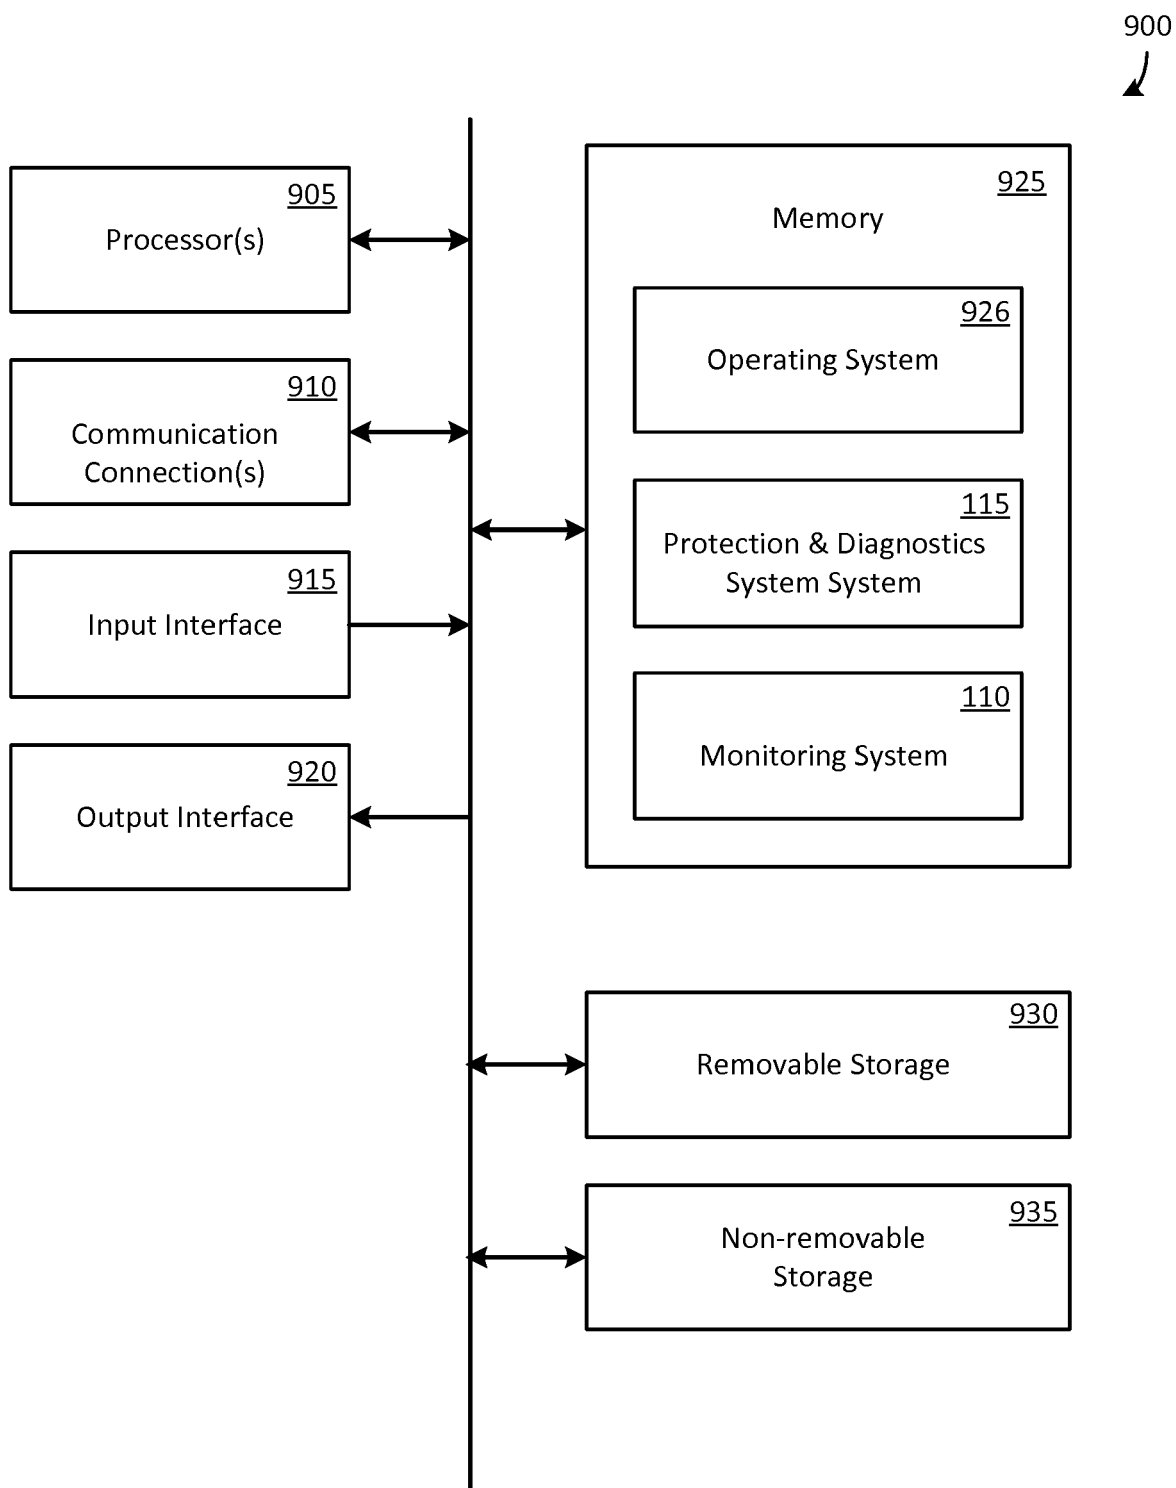 900
905
Processor(s)
910
Communication
Connection(s)
915
Input Interface
920
Output Interface
925
Memory
926
Operating System
115
Protection & Diagnostics
System System
110
Monitoring System
930
Removable Storage
935
Non-removable
Storage